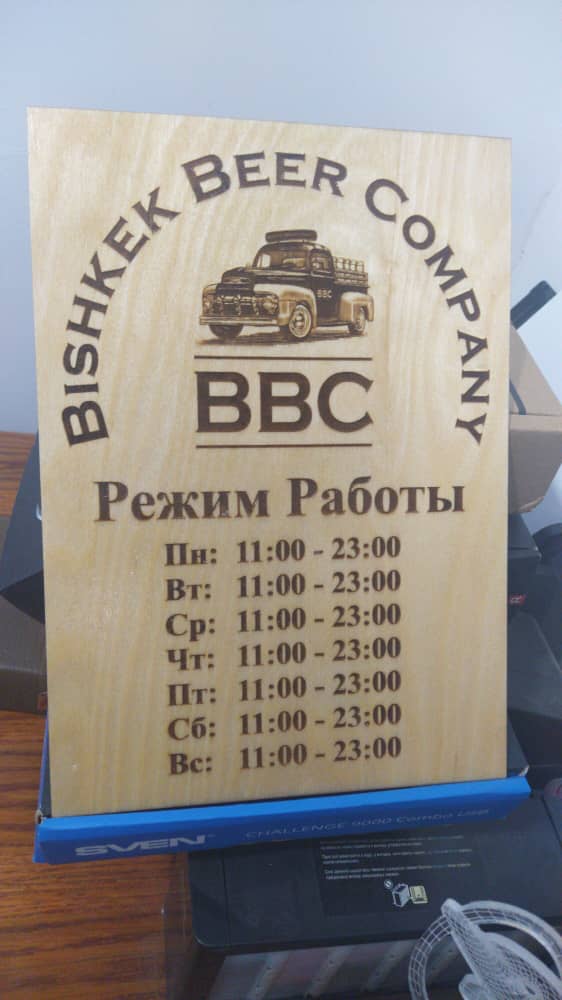 BISHKEK BEER COMPANY
BBC
BBC
Режим Работы
Пн: 11:00 - 23:00
Вт: 11:00 - 23:00
Ср: 11:00 - 23:00
Чт: 11:00 - 23:00
Пт: 11:00 - 23:00
Сб: 11:00 - 23:00
Вс: 11:00 - 23:00
SVEN CHALLENGE 9000 Combo USB